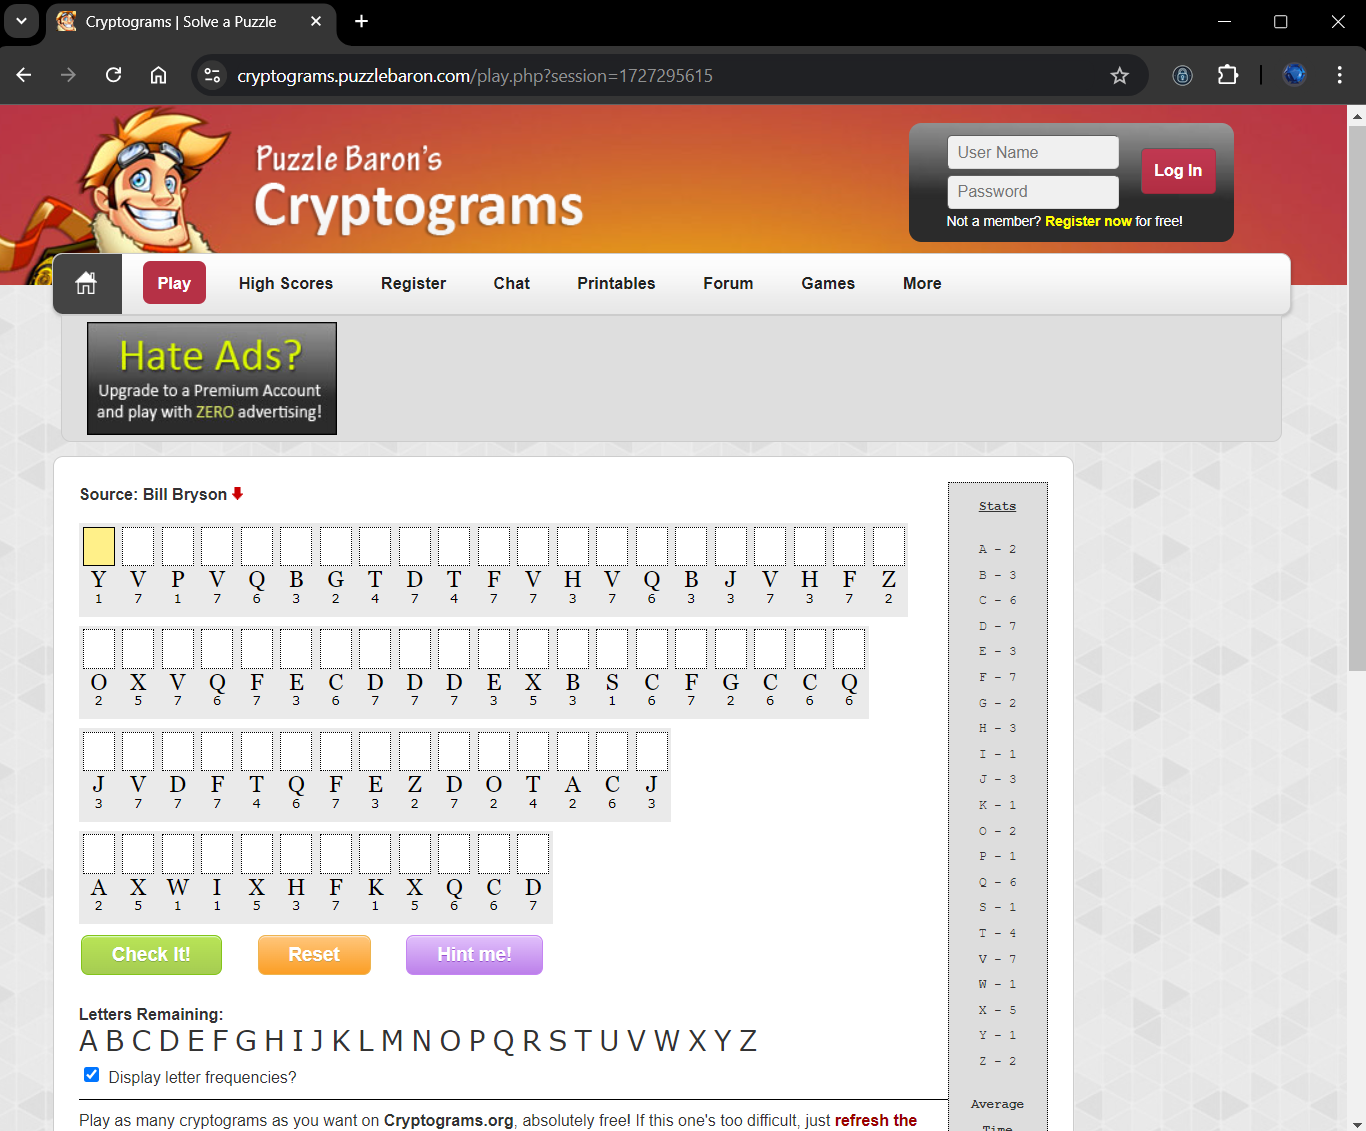 Cryptograms | Solve a Puzzle
cryptograms.puzzlebaron.com/play.php?session=1727295615
Puzzle Baron's
Cryptograms
User Name
Password
Log In
Not a member? Register now for free!
Play High Scores Register Chat Printables Forum Games More
Hate Ads?
Upgrade to a Premium Account
and play with ZERO advertising!
Source: Bill Bryson
Y V P V Q B G T D T F V H V Q B J V H F Z
1 7 1 7 6 3 2 4 7 4 7 7 3 7 6 3 3 7 3 7 2
O X V Q F E C D D D E X B S C F G C C Q
2 5 7 6 7 3 6 7 7 7 3 5 3 1 6 7 2 6 6 6
J V D F T Q F E Z D O T A C J
3 7 7 7 4 6 7 3 2 7 2 4 2 6 3
A X W I X H F K X Q C D
2 5 1 1 5 3 7 1 5 6 6 7
Check It! Reset Hint me!
Letters Remaining:
A B C D E F G H I J K L M N O P Q R S T U V W X Y Z
Display letter frequencies?
Play as many cryptograms as you want on Cryptograms.org, absolutely free! If this one's too difficult, just refresh the
Stats
A - 2
B - 3
C - 6
D - 7
E - 3
F - 7
G - 2
H - 3
I - 1
J - 3
K - 1
O - 2
P - 1
Q - 6
S - 1
T - 4
V - 7
W - 1
X - 5
Y - 1
Z - 2
Average
Time